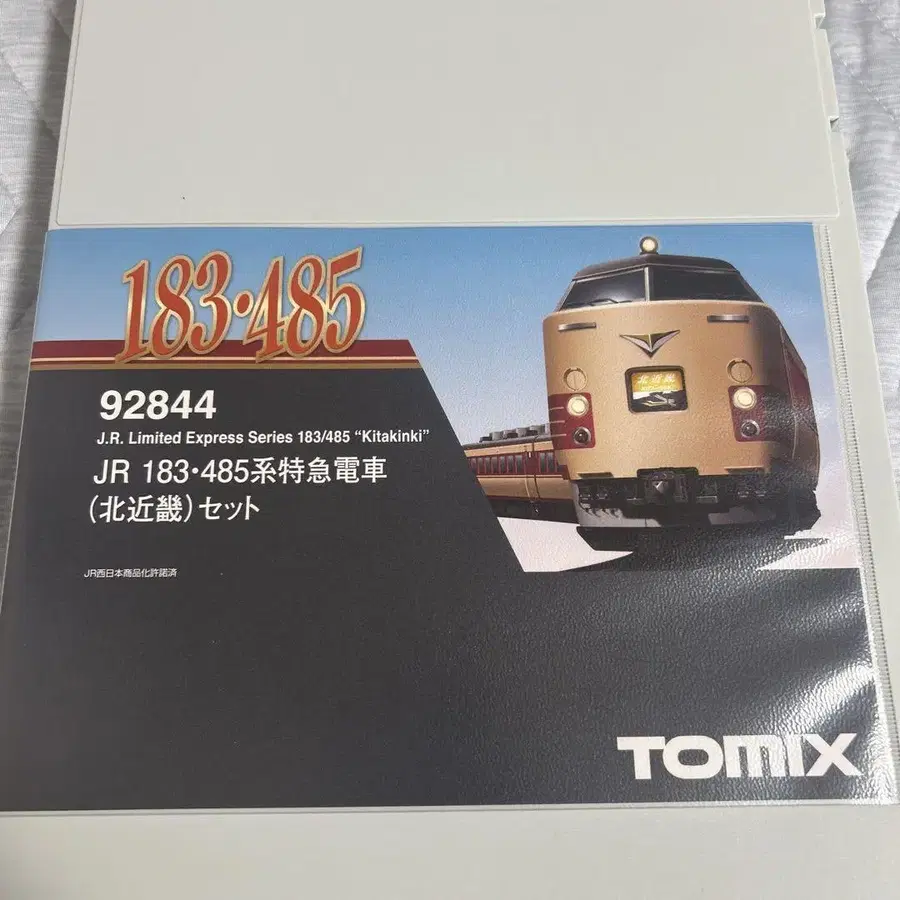 183・485
92844
J.R. Limited Express Series 183/485 “Kitakinki”
JR 183・485系特急電車
(北近畿)セット
JR西日本商品化許諾済
北近畿
TOMIX